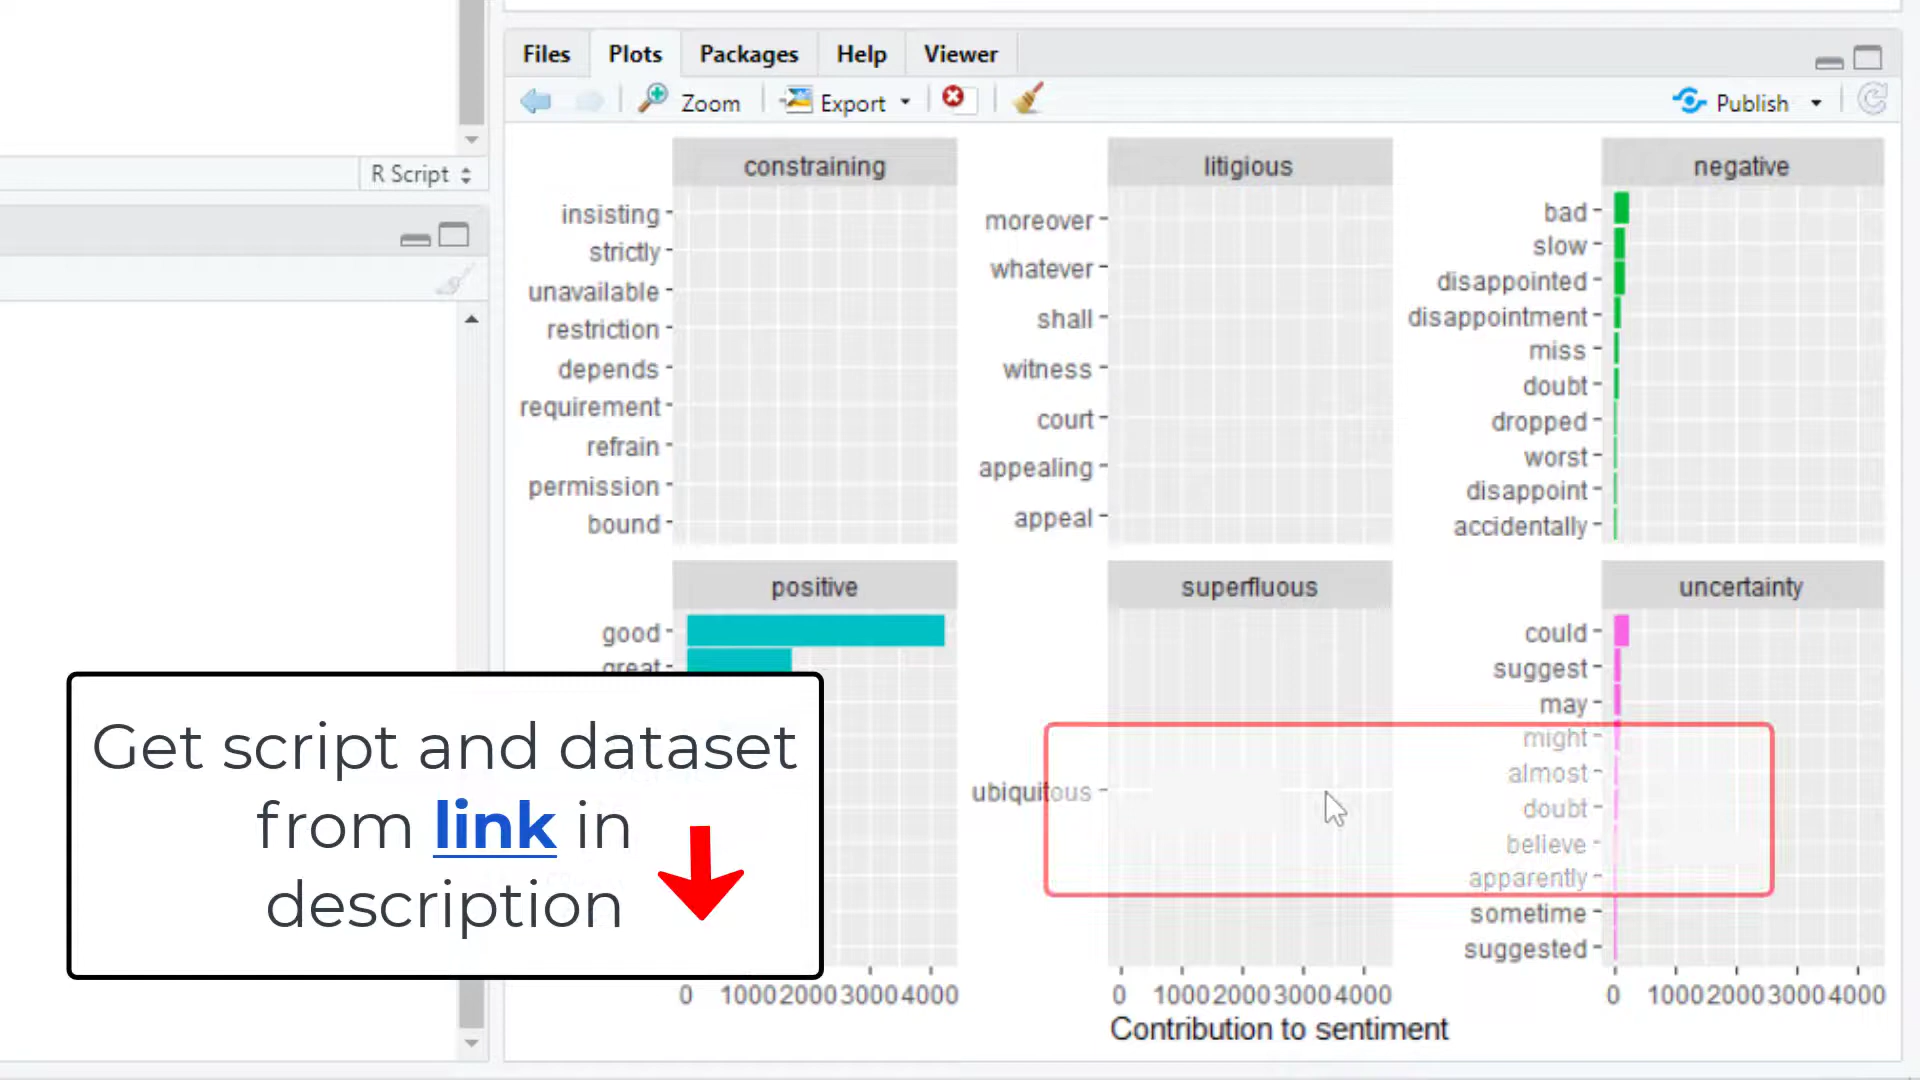 Files Plots Packages Help Viewer
Zoom Export Publish
R Script
constraining
insisting
strictly
unavailable
restriction
depends
requirement
refrain
permission
bound
litigious
moreover
whatever
shall
witness
court
appealing
appeal
negative
bad
slow
disappointed
disappointment
miss
doubt
dropped
worst
disappoint
accidentally
positive
good
great
0 1000 2000 3000 4000
superfluous
ubiquitous
0 1000 2000 3000 4000
uncertainty
could
suggest
may
might
almost
doubt
believe
apparently
sometime
suggested
0 1000 2000 3000 4000
Contribution to sentiment
Get script and dataset
from link in
description